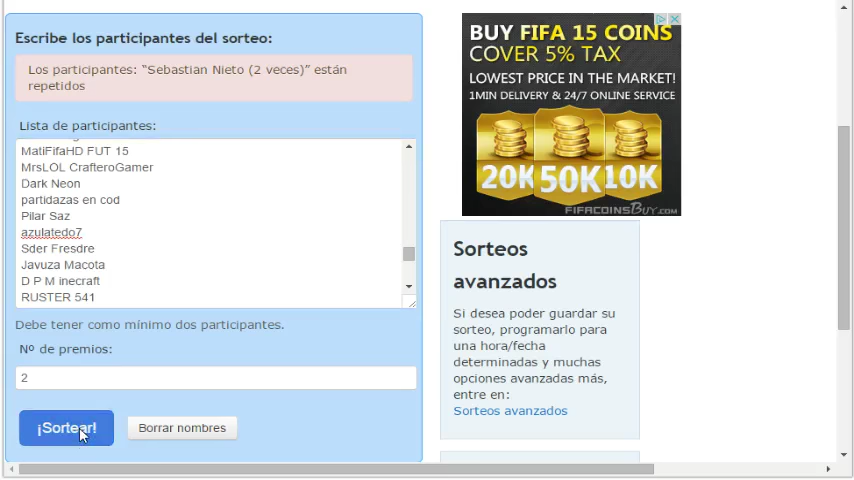 Escribe los participantes del sorteo:
Los participantes: “Sebastian Nieto (2 veces)” están
repetidos
Lista de participantes:
MatiFifaHD FUT 15
MrsLOL CrafteroGamer
Dark Neon
partidazas en cod
Pilar Saz
azulatedo7
Sder Fresdre
Javuza Macota
D P M inecraft
RUSTER 541
Debe tener como mínimo dos participantes.
Nº de premios:
2
¡Sortear!
Borrar nombres
BUY FIFA 15 COINS
COVER 5% TAX
LOWEST PRICE IN THE MARKET!
1MIN DELIVERY & 24/7 ONLINE SERVICE
20K 50K 10K
FIFACOINSBUY.COM
Sorteos
avanzados
Si desea poder guardar su
sorteo, programarlo para
una hora/fecha
determinadas y muchas
opciones avanzadas más,
entre en:
Sorteos avanzados